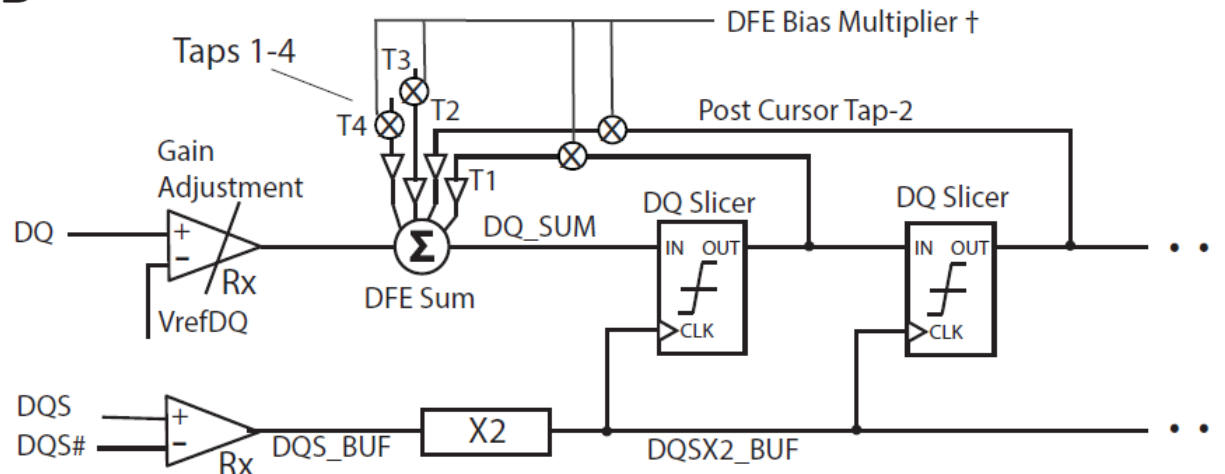 DFE Bias Multiplier †
Taps 1-4
T3
T2
T4
Post Cursor Tap-2
Gain
Adjustment
T1
DQ Slicer
DQ Slicer
DQ
+
−
Rx
VrefDQ
Σ
DFE Sum
DQ_SUM
IN OUT
CLK
IN OUT
CLK
• •
DQS
DQS#
+
−
Rx
DQS_BUF
X2
DQSX2_BUF
• •